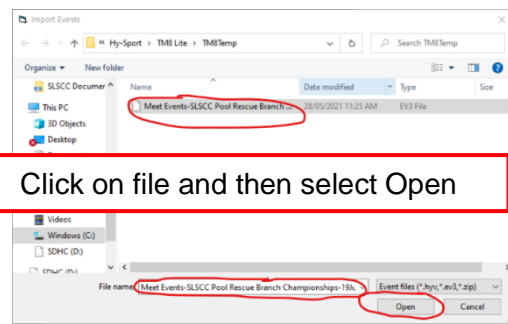 Import Events
« Hy-Sport > TM8 Lite > TM8Temp
Search TM8Temp
Organize New folder
SLSCC Documer Name Date modified Type Size
This PC Meet Events-SLSCC Pool Rescue Branch ... 28/05/2021 11:25 AM EV3 File
3D Objects
Desktop
Click on file and then select Open
Videos
Windows (C:)
SDHC (D:)
SDHC (D:)
File name: Meet Events-SLSCC Pool Rescue Branch Championships-19Ju Event files (*.hyv,*.ev3,*.zip)
Open Cancel